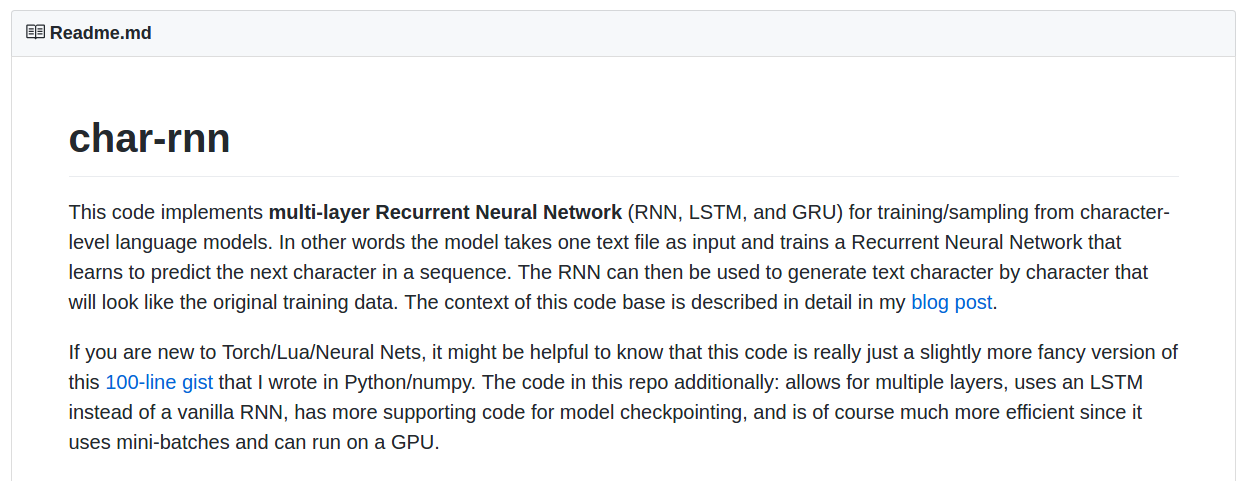 Readme.md
char-rnn
This code implements multi-layer Recurrent Neural Network (RNN, LSTM, and GRU) for training/sampling from character-
level language models. In other words the model takes one text file as input and trains a Recurrent Neural Network that
learns to predict the next character in a sequence. The RNN can then be used to generate text character by character that
will look like the original training data. The context of this code base is described in detail in my blog post.
If you are new to Torch/Lua/Neural Nets, it might be helpful to know that this code is really just a slightly more fancy version of
this 100-line gist that I wrote in Python/numpy. The code in this repo additionally: allows for multiple layers, uses an LSTM
instead of a vanilla RNN, has more supporting code for model checkpointing, and is of course much more efficient since it
uses mini-batches and can run on a GPU.